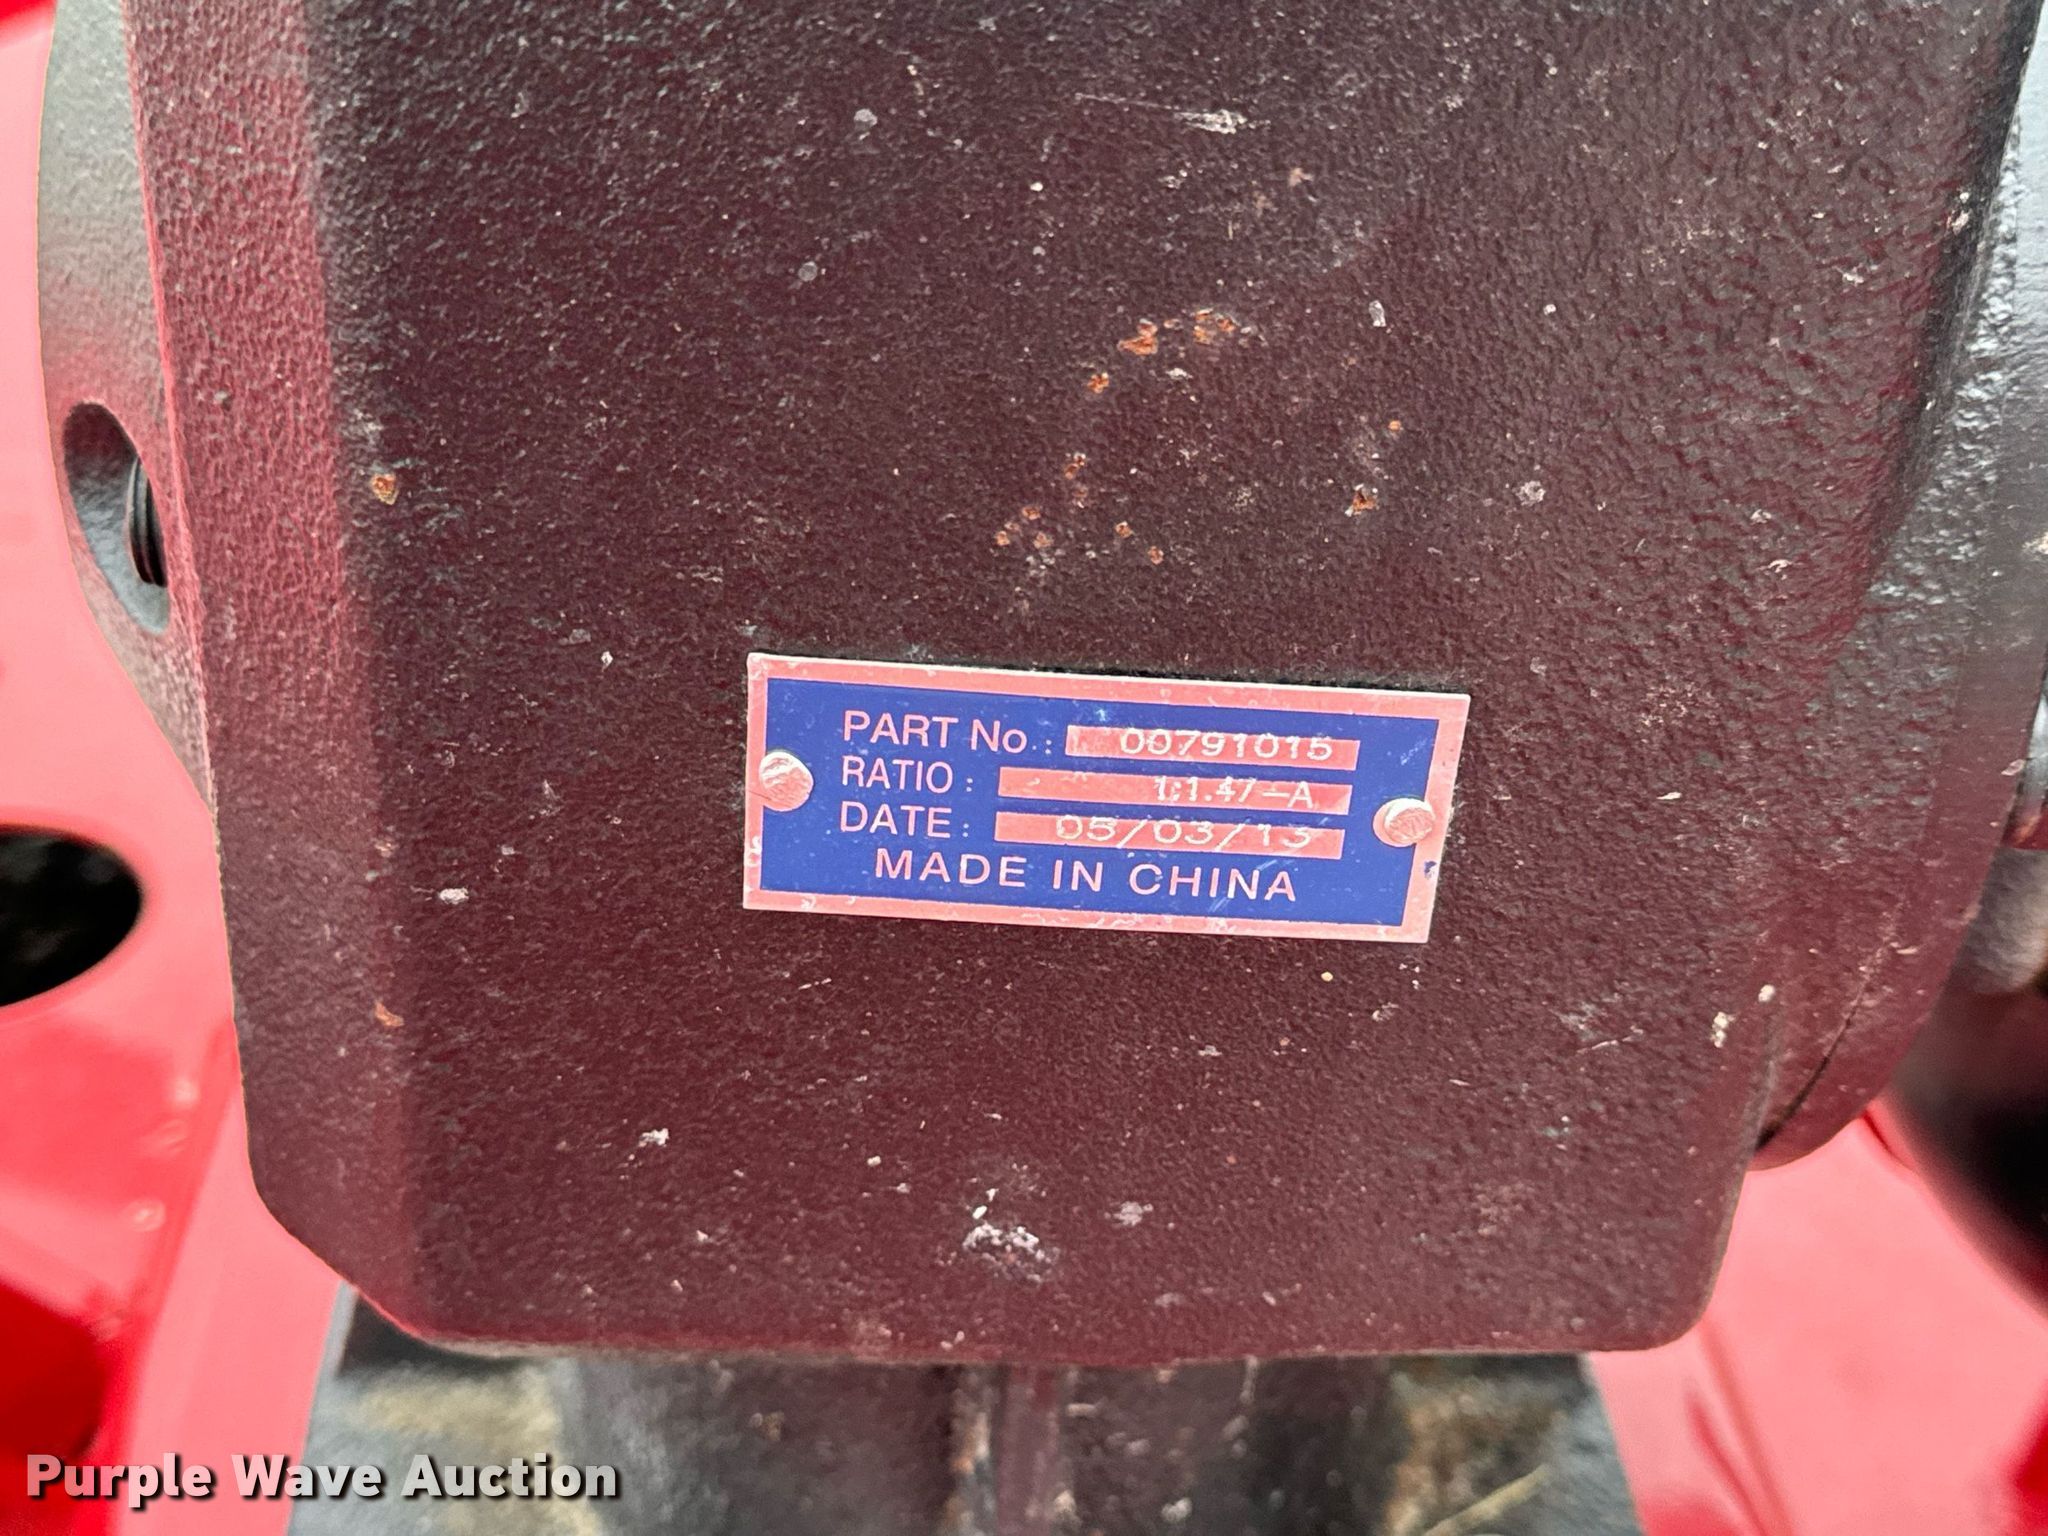 PART No : 00791015
RATIO : 1:1.47-A
DATE : 05/03/13
MADE IN CHINA
Purple Wave Auction